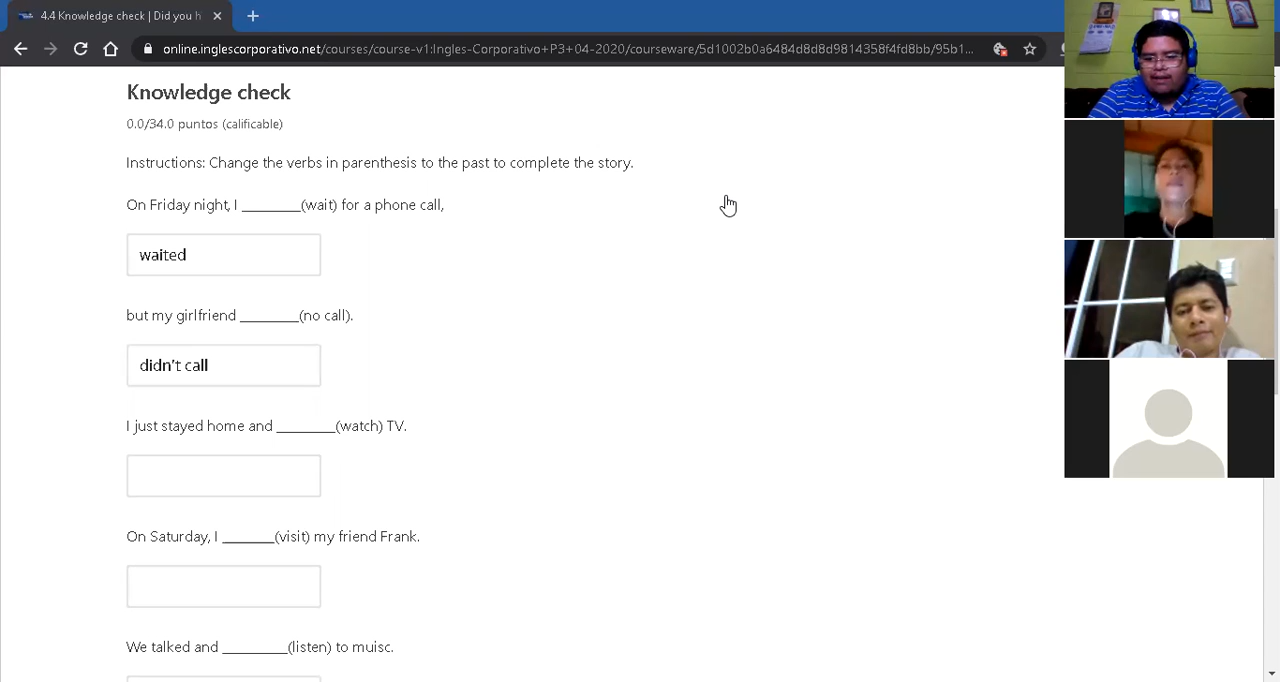 4.4 Knowledge check | Did you h
online.inglescorporativo.net/courses/course-v1:Ingles-Corporativo+P3+04-2020/courseware/5d1002b0a6484d8d8d9814358f4fd8bb/95b1...
Knowledge check
0.0/34.0 puntos (calificable)
Instructions: Change the verbs in parenthesis to the past to complete the story.
On Friday night, I ________(wait) for a phone call,
waited
but my girlfriend ________(no call).
didn't call
I just stayed home and ________(watch) TV.
On Saturday, I _______(visit) my friend Frank.
We talked and _________(listen) to muisc.